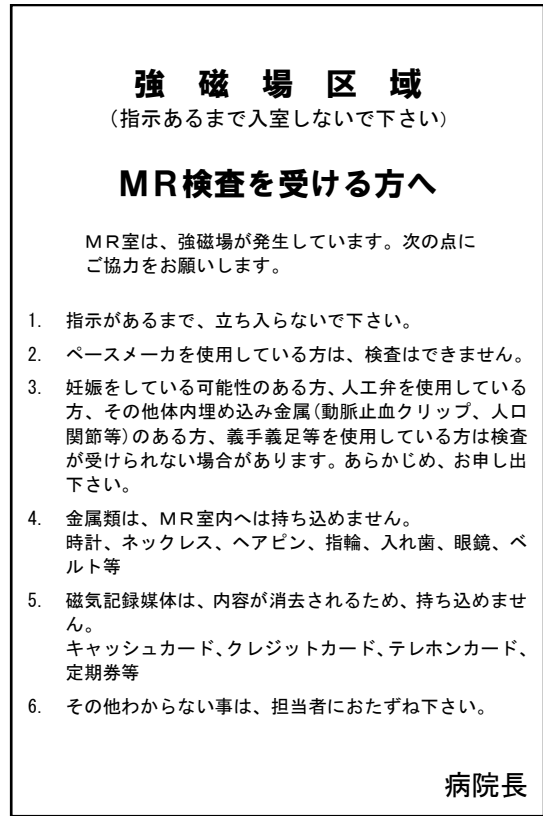 強 磁 場 区 域
（指示あるまで入室しないで下さい）
ＭＲ検査を受ける方へ
ＭＲ室は、強磁場が発生しています。次の点に
ご協力をお願いします。
1. 指示があるまで、立ち入らないで下さい。
2. ペースメーカを使用している方は、検査はできません。
3. 妊娠をしている可能性のある方、人工弁を使用している
方、その他体内埋め込み金属（動脈止血クリップ、人口
関節等）のある方、義手義足等を使用している方は検査
が受けられない場合があります。あらかじめ、お申し出
下さい。
4. 金属類は、ＭＲ室内へは持ち込めません。
時計、ネックレス、ヘアピン、指輪、入れ歯、眼鏡、ベ
ルト等
5. 磁気記録媒体は、内容が消去されるため、持ち込めませ
ん。
キャッシュカード、クレジットカード、テレホンカード、
定期券等
6. その他わからない事は、担当者におたずね下さい。
病院長